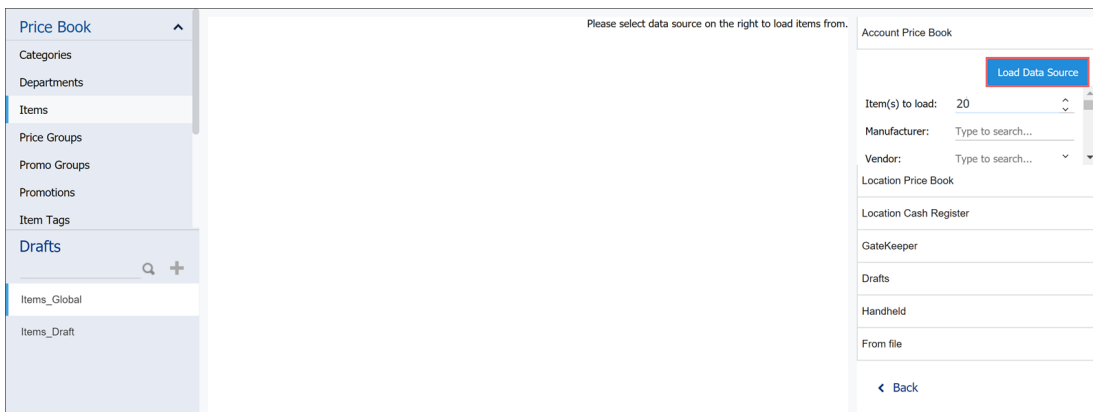 Price Book
Categories
Departments
Items
Price Groups
Promo Groups
Promotions
Item Tags
Drafts
Items_Global
Items_Draft
Please select data source on the right to load items from.
Account Price Book
Load Data Source
Item(s) to load: 20
Manufacturer: Type to search...
Vendor: Type to search...
Location Price Book
Location Cash Register
GateKeeper
Drafts
Handheld
From file
Back